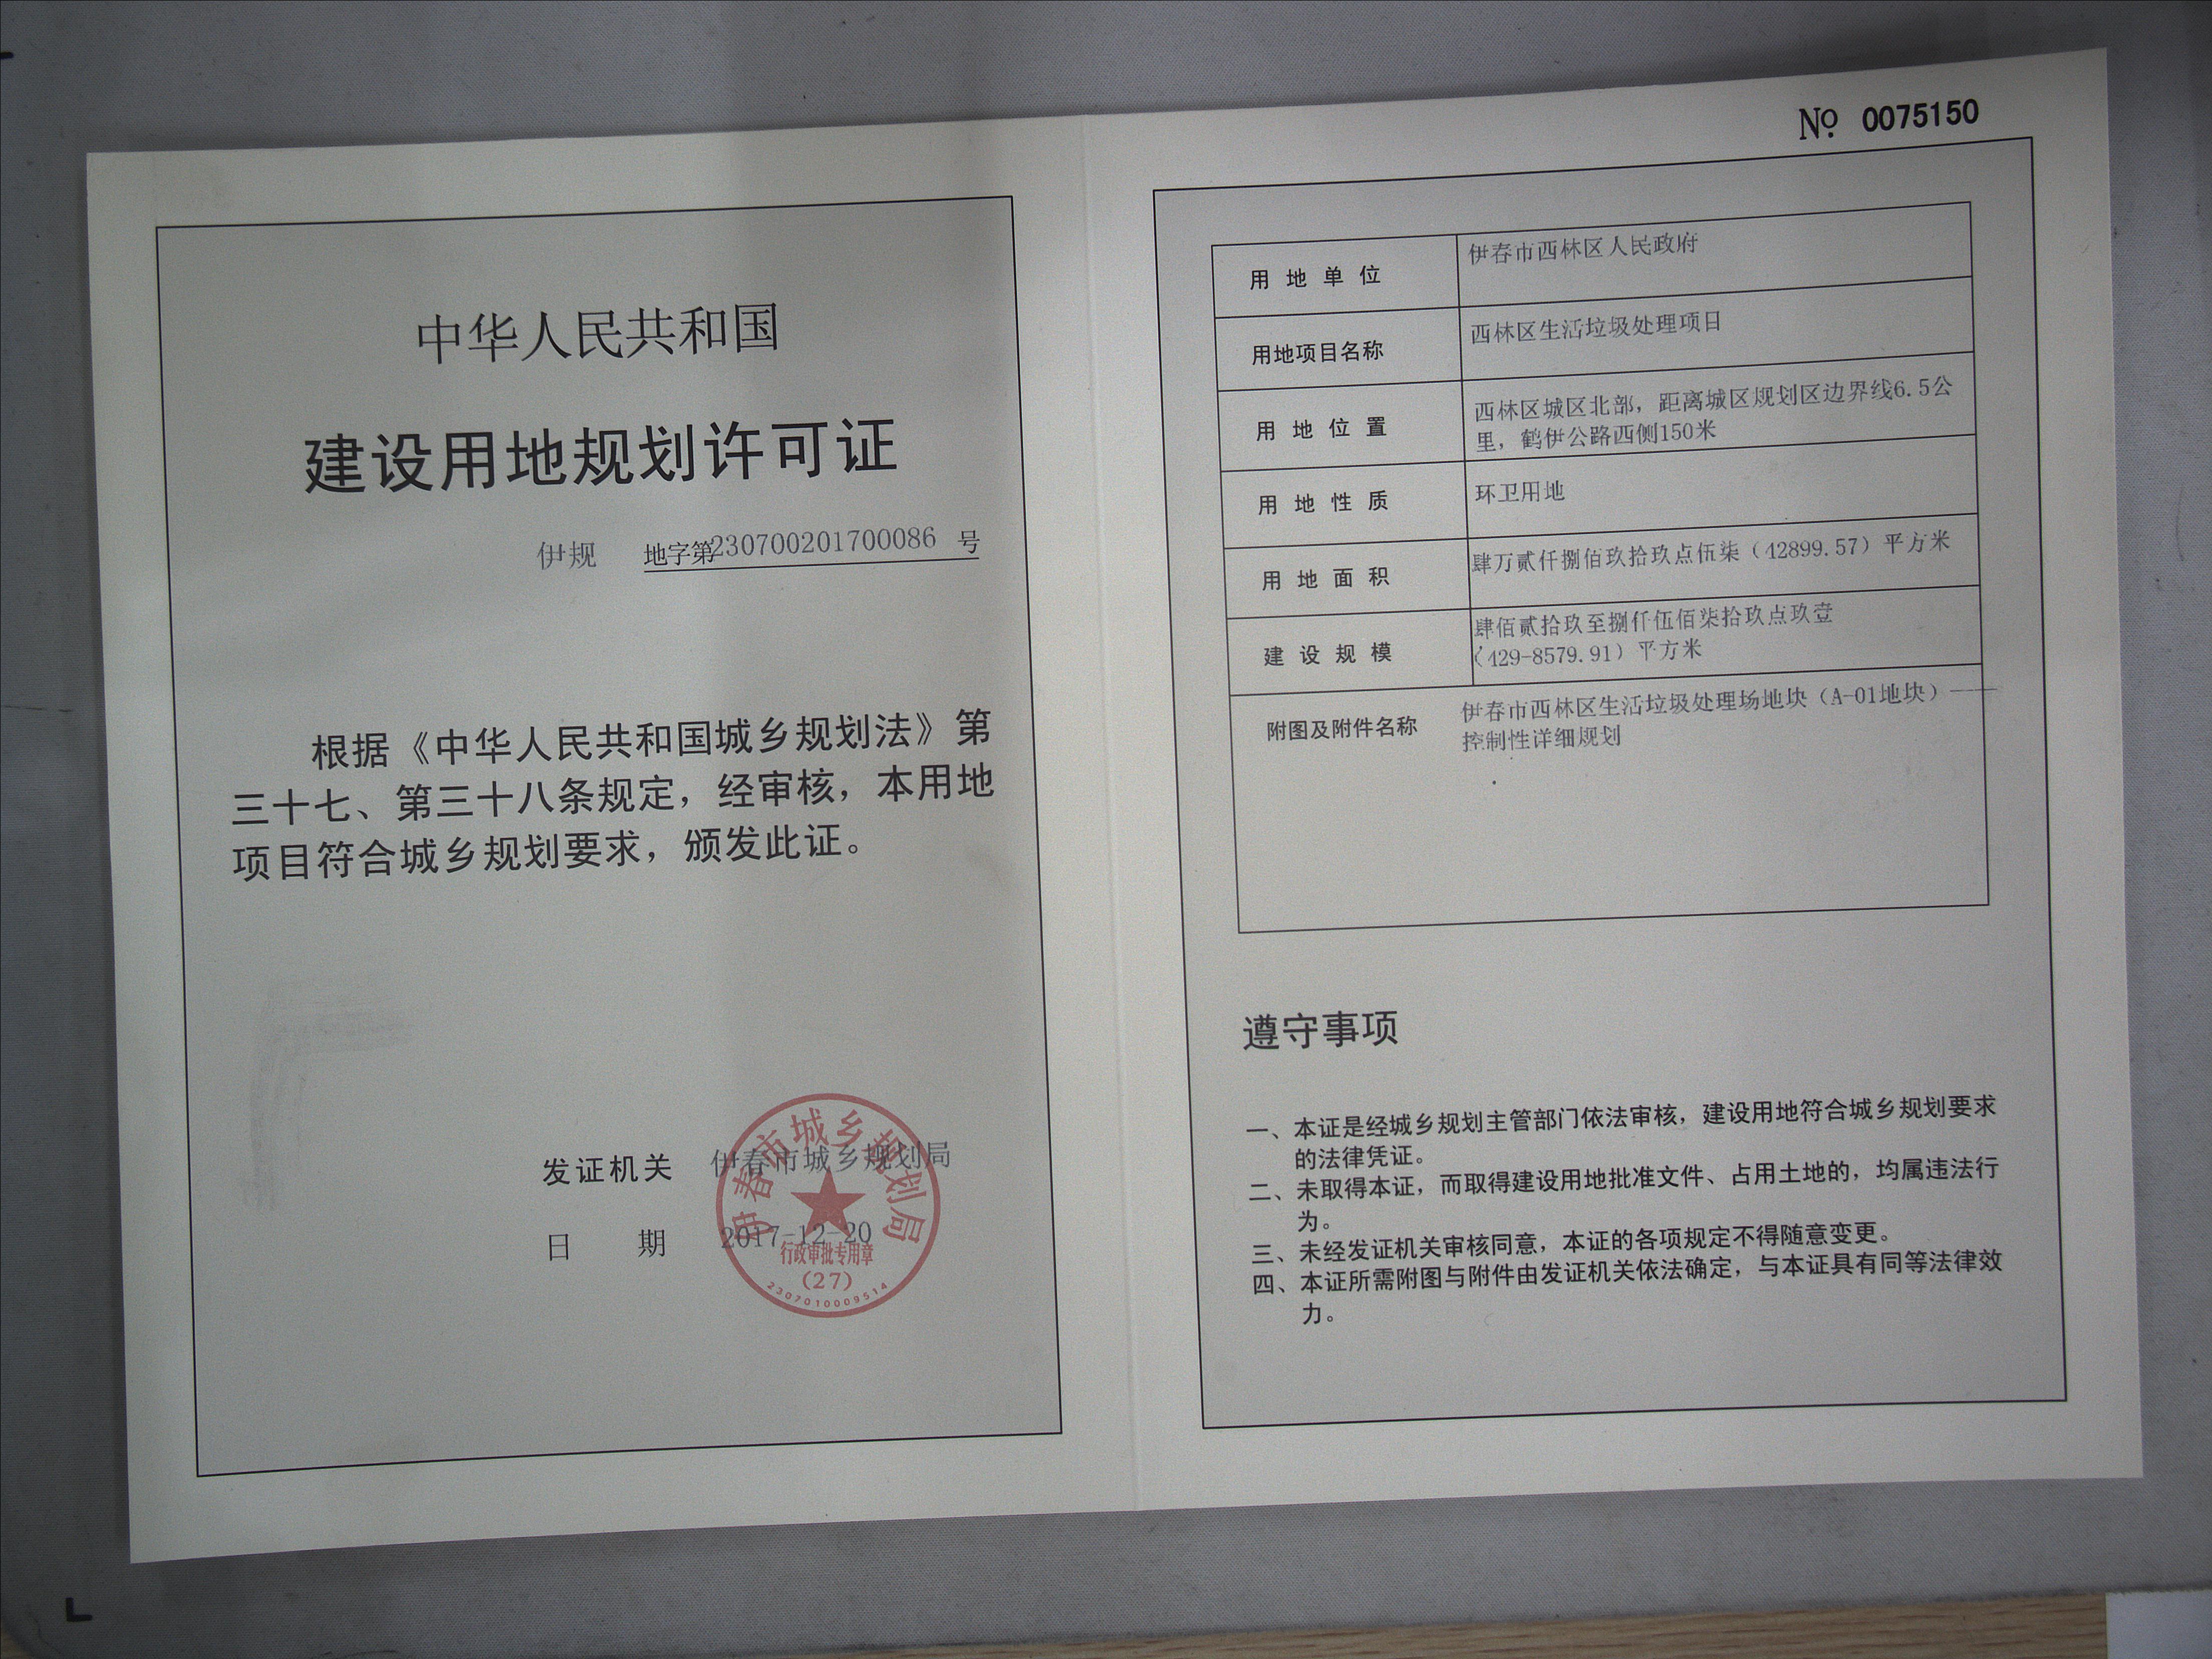 中华人民共和国
建设用地规划许可证
伊规 地字第230700201700086 号
根据《中华人民共和国城乡规划法》第
三十七、第三十八条规定，经审核，本用地
项目符合城乡规划要求，颁发此证。
发证机关 伊春市城乡规划局
日 期 2017-12-20
伊春市城乡规划局
行政审批专用章
(27)
2307010009514
№ 0075150
用地单位 伊春市西林区人民政府
用地项目名称 西林区生活垃圾处理项目
用地位置 西林区城区北部，距离城区规划区边界线6.5公
里，鹤伊公路西侧150米
用地性质 环卫用地
用地面积 肆万贰仟捌佰玖拾玖点伍柒（42899.57）平方米
建设规模 肆佰贰拾玖至捌仟伍佰柒拾玖点玖壹
（429-8579.91）平方米
附图及附件名称 伊春市西林区生活垃圾处理场地块（A-01地块）——
控制性详细规划
遵守事项
一、本证是经城乡规划主管部门依法审核，建设用地符合城乡规划要求
的法律凭证。
二、未取得本证，而取得建设用地批准文件、占用土地的，均属违法行
为。
三、未经发证机关审核同意，本证的各项规定不得随意变更。
四、本证所需附图与附件由发证机关依法确定，与本证具有同等法律效
力。